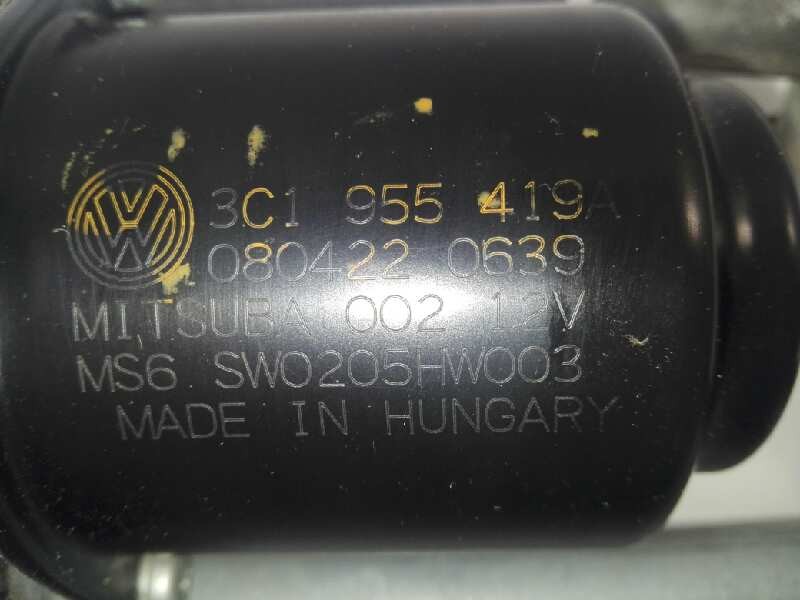 3C1 955 419A
080422 0639
MITSUBA 002 12V
MS6 SW0205HW003
MADE IN HUNGARY